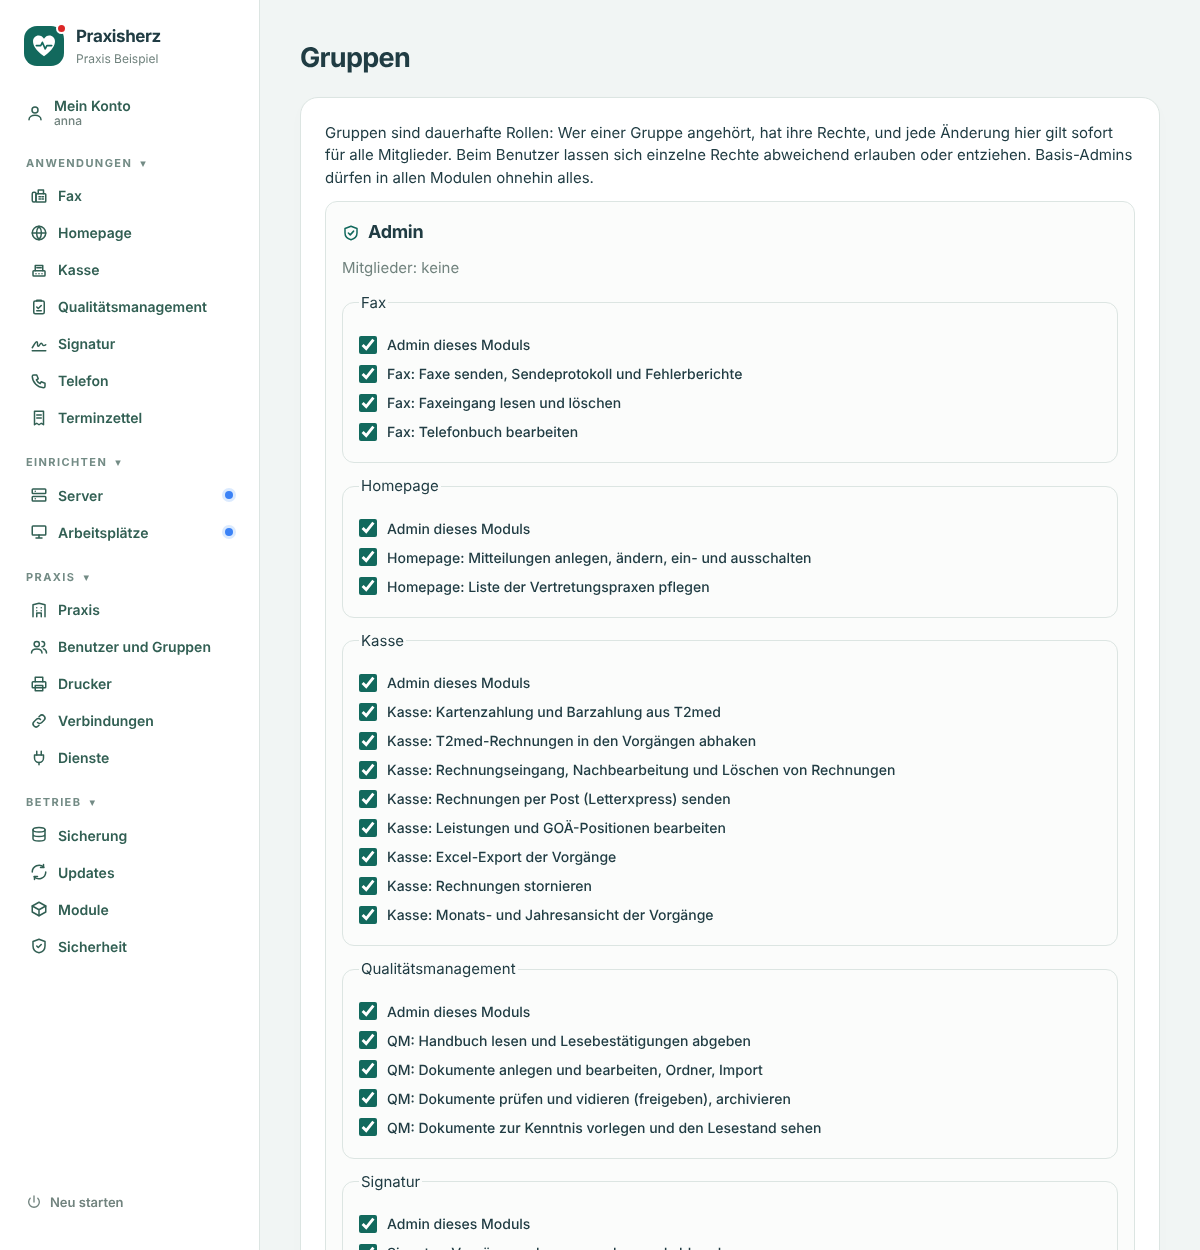 Praxisherz
Praxis Beispiel
Mein Konto
anna
ANWENDUNGEN ▾
Fax
Homepage
Kasse
Qualitätsmanagement
Signatur
Telefon
Terminzettel
EINRICHTEN ▾
Server
Arbeitsplätze
PRAXIS ▾
Praxis
Benutzer und Gruppen
Drucker
Verbindungen
Dienste
BETRIEB ▾
Sicherung
Updates
Module
Sicherheit
Neu starten
Gruppen
Gruppen sind dauerhafte Rollen: Wer einer Gruppe angehört, hat ihre Rechte, und jede Änderung hier gilt sofort
für alle Mitglieder. Beim Benutzer lassen sich einzelne Rechte abweichend erlauben oder entziehen. Basis-Admins
dürfen in allen Modulen ohnehin alles.
Admin
Mitglieder: keine
Fax
Admin dieses Moduls
Fax: Faxe senden, Sendeprotokoll und Fehlerberichte
Fax: Faxeingang lesen und löschen
Fax: Telefonbuch bearbeiten
Homepage
Admin dieses Moduls
Homepage: Mitteilungen anlegen, ändern, ein- und ausschalten
Homepage: Liste der Vertretungspraxen pflegen
Kasse
Admin dieses Moduls
Kasse: Kartenzahlung und Barzahlung aus T2med
Kasse: T2med-Rechnungen in den Vorgängen abhaken
Kasse: Rechnungseingang, Nachbearbeitung und Löschen von Rechnungen
Kasse: Rechnungen per Post (Letterxpress) senden
Kasse: Leistungen und GOÄ-Positionen bearbeiten
Kasse: Excel-Export der Vorgänge
Kasse: Rechnungen stornieren
Kasse: Monats- und Jahresansicht der Vorgänge
Qualitätsmanagement
Admin dieses Moduls
QM: Handbuch lesen und Lesebestätigungen abgeben
QM: Dokumente anlegen und bearbeiten, Ordner, Import
QM: Dokumente prüfen und vidieren (freigeben), archivieren
QM: Dokumente zur Kenntnis vorlegen und den Lesestand sehen
Signatur
Admin dieses Moduls